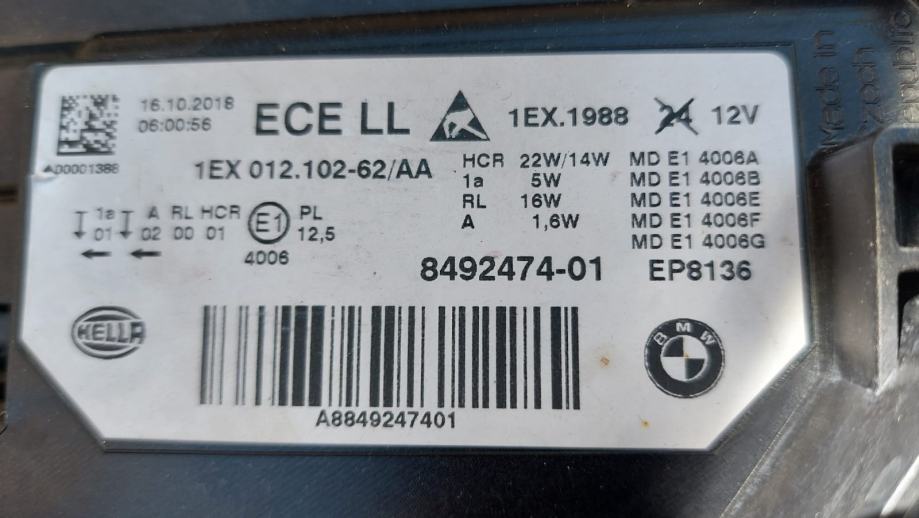 16.10.2018
06:00:56
ECE LL
1EX.1988
24 12V
A00001388
1EX 012.102-62/AA
HCR 22W/14W
1a 5W
RL 16W
A 1,6W
MD E1 4006A
MD E1 4006B
MD E1 4006E
MD E1 4006F
MD E1 4006G
1a A RL HCR
01 02 00 01
E1
4006
PL
12,5
8492474-01
EP8136
HELLA
BMW
A8849247401
Made in
Czech